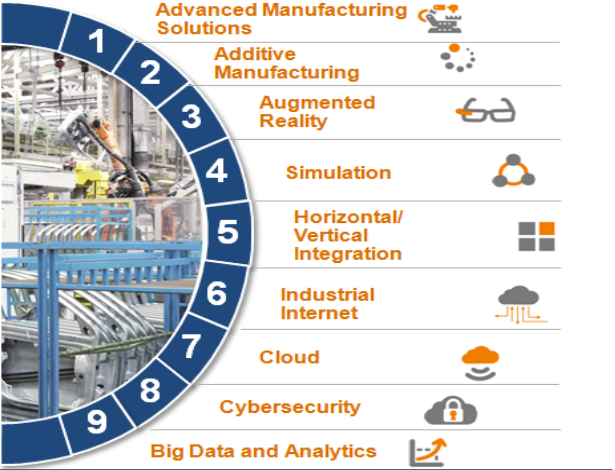 1
Advanced Manufacturing
Solutions
2
Additive
Manufacturing
3
Augmented
Reality
4
Simulation
5
Horizontal/
Vertical
Integration
6
Industrial
Internet
7
Cloud
8
Cybersecurity
9
Big Data and Analytics